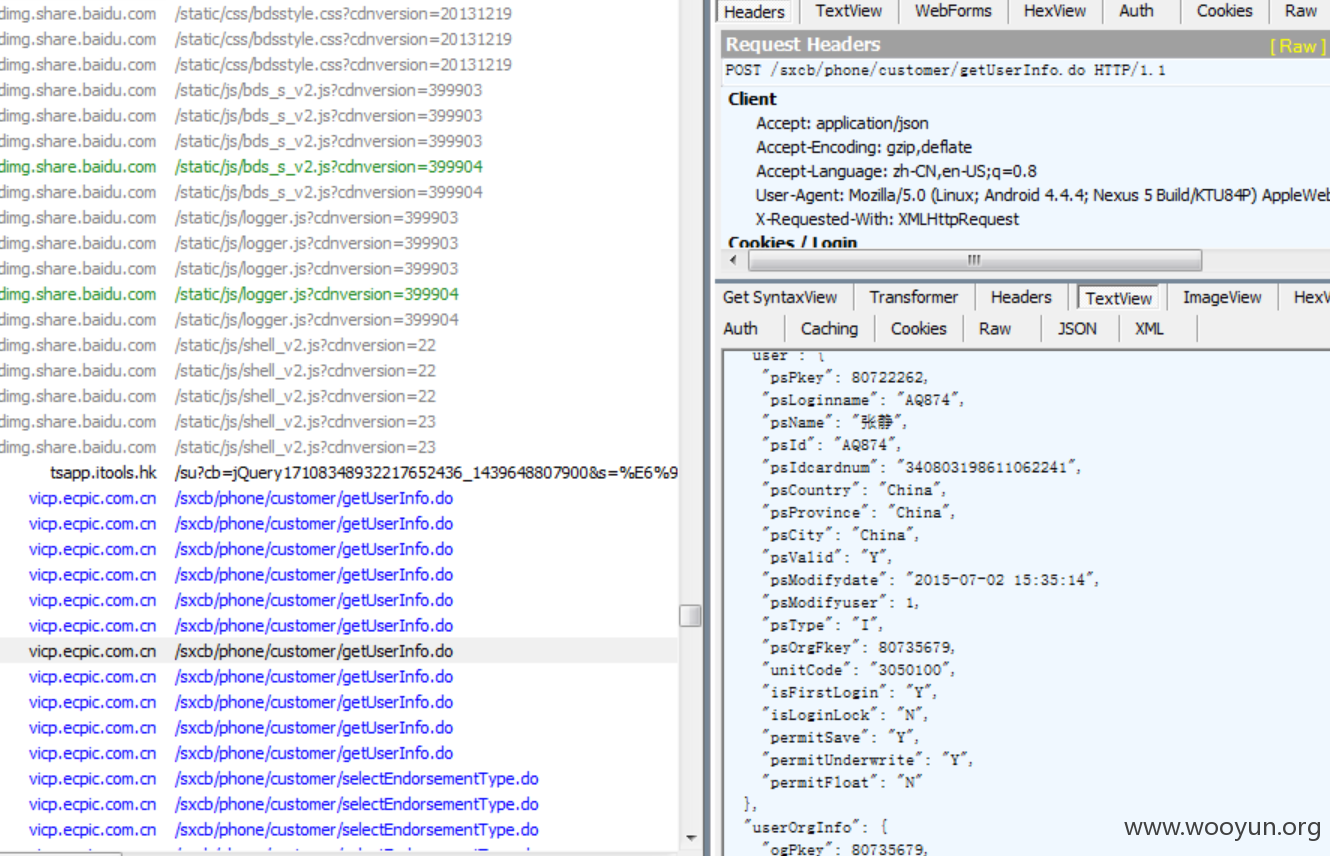 dimg.share.baidu.com /static/css/bdsstyle.css?cdnversion=20131219
dimg.share.baidu.com /static/css/bdsstyle.css?cdnversion=20131219
dimg.share.baidu.com /static/css/bdsstyle.css?cdnversion=20131219
dimg.share.baidu.com /static/js/bds_s_v2.js?cdnversion=399903
dimg.share.baidu.com /static/js/bds_s_v2.js?cdnversion=399903
dimg.share.baidu.com /static/js/bds_s_v2.js?cdnversion=399903
dimg.share.baidu.com /static/js/bds_s_v2.js?cdnversion=399904
dimg.share.baidu.com /static/js/bds_s_v2.js?cdnversion=399904
dimg.share.baidu.com /static/js/logger.js?cdnversion=399903
dimg.share.baidu.com /static/js/logger.js?cdnversion=399903
dimg.share.baidu.com /static/js/logger.js?cdnversion=399903
dimg.share.baidu.com /static/js/logger.js?cdnversion=399904
dimg.share.baidu.com /static/js/logger.js?cdnversion=399904
dimg.share.baidu.com /static/js/shell_v2.js?cdnversion=22
dimg.share.baidu.com /static/js/shell_v2.js?cdnversion=22
dimg.share.baidu.com /static/js/shell_v2.js?cdnversion=22
dimg.share.baidu.com /static/js/shell_v2.js?cdnversion=23
dimg.share.baidu.com /static/js/shell_v2.js?cdnversion=23
tsapp.itools.hk /su?cb=jQuery17108348932217652436_1439648807900&s=%E6%9
vicp.ecpic.com.cn /sxcb/phone/customer/getUserInfo.do
vicp.ecpic.com.cn /sxcb/phone/customer/getUserInfo.do
vicp.ecpic.com.cn /sxcb/phone/customer/getUserInfo.do
vicp.ecpic.com.cn /sxcb/phone/customer/getUserInfo.do
vicp.ecpic.com.cn /sxcb/phone/customer/getUserInfo.do
vicp.ecpic.com.cn /sxcb/phone/customer/getUserInfo.do
vicp.ecpic.com.cn /sxcb/phone/customer/getUserInfo.do
vicp.ecpic.com.cn /sxcb/phone/customer/getUserInfo.do
vicp.ecpic.com.cn /sxcb/phone/customer/getUserInfo.do
vicp.ecpic.com.cn /sxcb/phone/customer/getUserInfo.do
vicp.ecpic.com.cn /sxcb/phone/customer/getUserInfo.do
vicp.ecpic.com.cn /sxcb/phone/customer/selectEndorsementType.do
vicp.ecpic.com.cn /sxcb/phone/customer/selectEndorsementType.do
vicp.ecpic.com.cn /sxcb/phone/customer/selectEndorsementType.do
Headers TextView WebForms HexView Auth Cookies Raw
Request Headers [ Raw ]
POST /sxcb/phone/customer/getUserInfo.do HTTP/1.1
Client
Accept: application/json
Accept-Encoding: gzip,deflate
Accept-Language: zh-CN,en-US;q=0.8
User-Agent: Mozilla/5.0 (Linux; Android 4.4.4; Nexus 5 Build/KTU84P) AppleWeb
X-Requested-With: XMLHttpRequest
Cookies / Login
Get SyntaxView Transformer Headers TextView ImageView HexV
Auth Caching Cookies Raw JSON XML
user": {
"psPkey": 80722262,
"psLoginname": "AQ874",
"psName": "张静",
"psId": "AQ874",
"psIdcardnum": "340803198611062241",
"psCountry": "China",
"psProvince": "China",
"psCity": "China",
"psValid": "Y",
"psModifydate": "2015-07-02 15:35:14",
"psModifyuser": 1,
"psType": "I",
"psOrgFkey": 80735679,
"unitCode": "3050100",
"isFirstLogin": "Y",
"isLoginLock": "N",
"permitSave": "Y",
"permitUnderwrite": "Y",
"permitFloat": "N"
},
"userOrgInfo": {
"ogPkey": 80735679,
www.wooyun.org